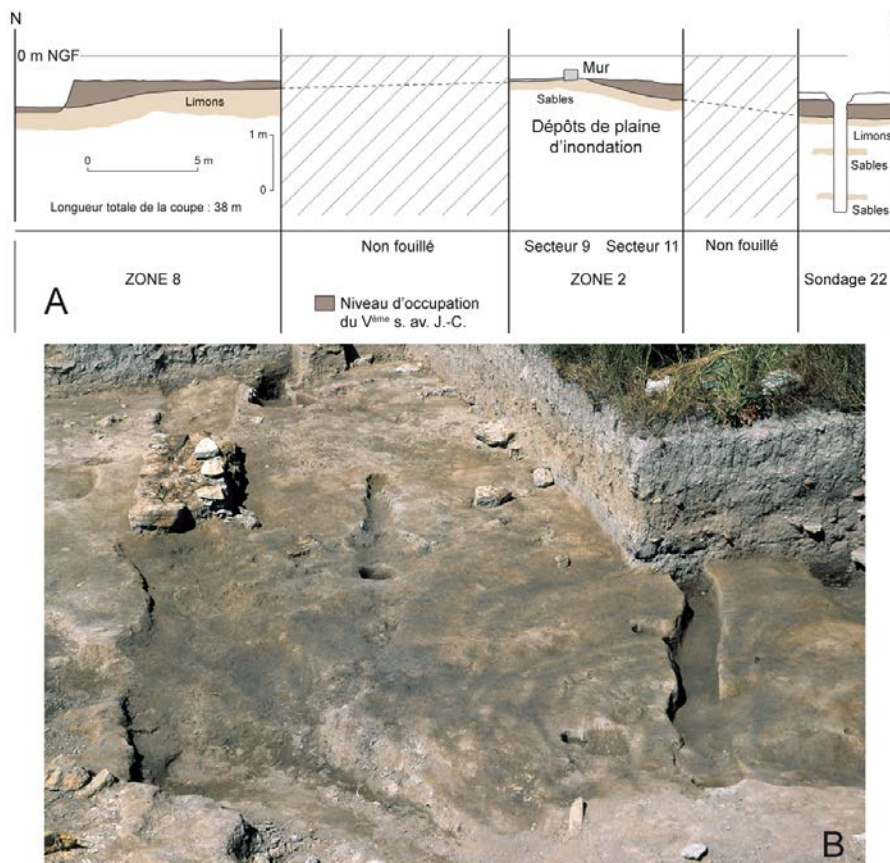 N
0 m NGF
Mur
Limons
Sables
Dépôts de plaine
d'inondation
Limons
Sables
Sables
1 m
0
0
5 m
Longueur totale de la coupe : 38 m
Non fouillé
Secteur 9
Secteur 11
Non fouillé
ZONE 8
ZONE 2
Sondage 22
A
Niveau d'occupation
du Vème s. av. J.-C.
B